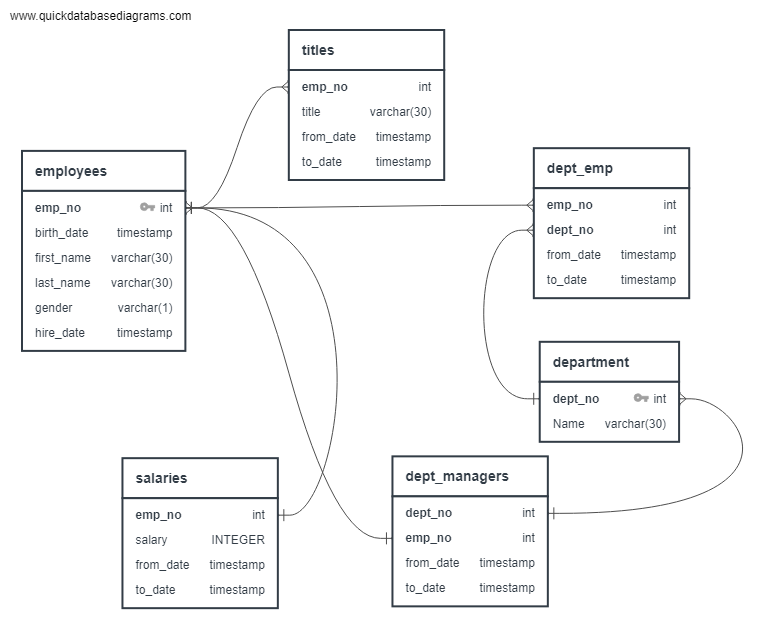 www.quickdatabasediagrams.com
titles
emp_no int
title varchar(30)
from_date timestamp
to_date timestamp
employees
emp_no int
birth_date timestamp
first_name varchar(30)
last_name varchar(30)
gender varchar(1)
hire_date timestamp
dept_emp
emp_no int
dept_no int
from_date timestamp
to_date timestamp
department
dept_no int
Name varchar(30)
salaries
emp_no int
salary INTEGER
from_date timestamp
to_date timestamp
dept_managers
dept_no int
emp_no int
from_date timestamp
to_date timestamp